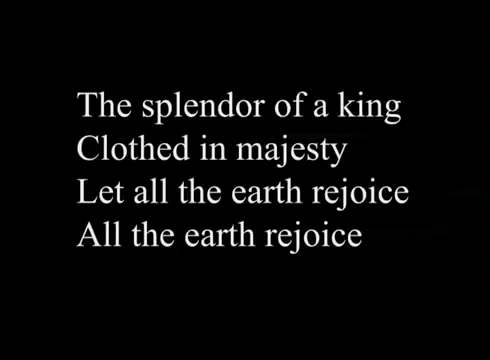 The splendor of a king
Clothed in majesty
Let all the earth rejoice
All the earth rejoice